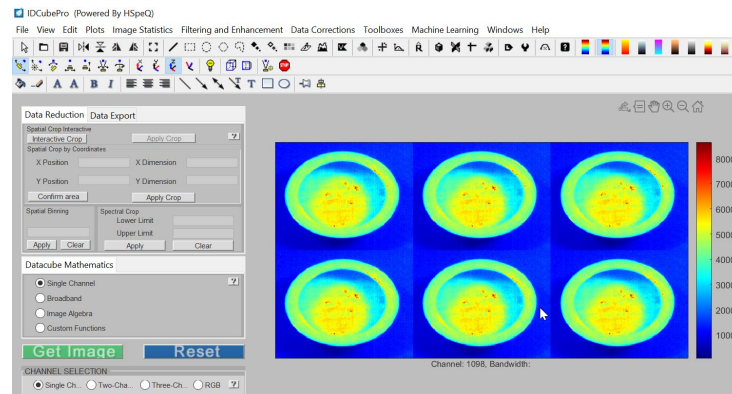 IDCubePro (Powered By HSpeQ)
File View Edit Plots Image Statistics Filtering and Enhancement Data Corrections Toolboxes Machine Learning Windows Help
A A B I T
Data Reduction Data Export
Spatial Crop Interactive
Interactive Crop Apply Crop ?
Spatial Crop by Coordinates
X Position X Dimension
Y Position Y Dimension
Confirm area Apply Crop
Spatial Binning Spectral Crop
Lower Limit
Upper Limit
Apply Clear Apply Clear
Datacube Mathematics
Single Channel ?
Broadband
Image Algebra
Custom Functions
Get Image Reset
CHANNEL SELECTION
Single Ch... Two-Cha... Three-Ch... RGB ?
8000
7000
6000
5000
4000
3000
2000
1000
Channel: 1098, Bandwidth: